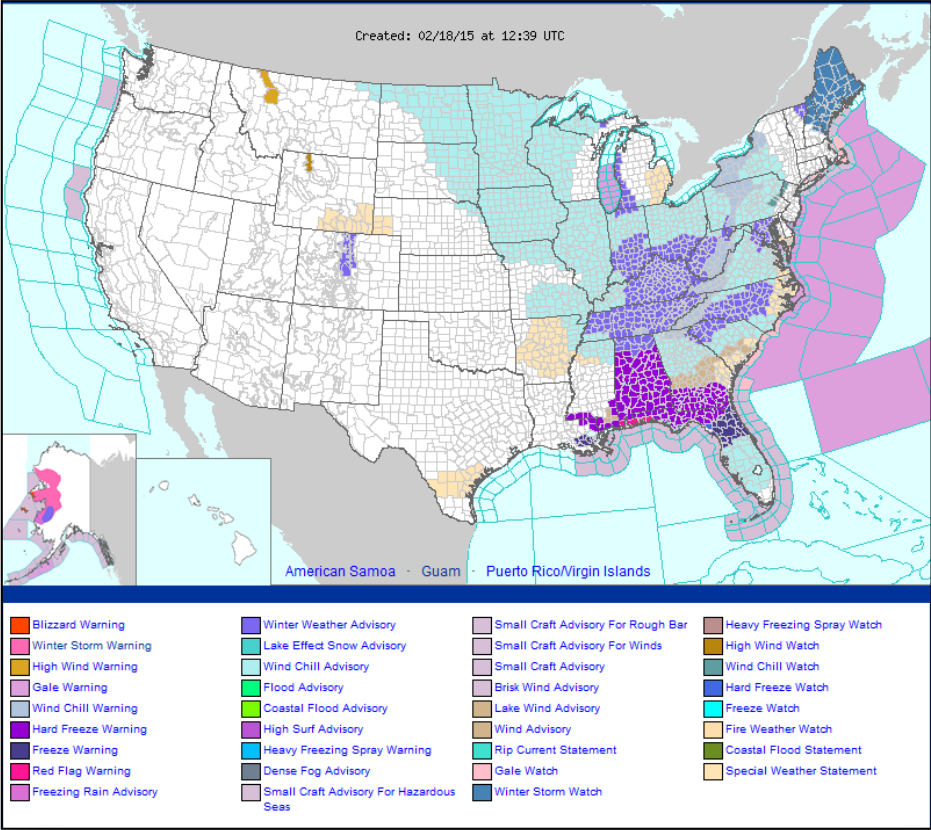 Created: 02/18/15 at 12:39 UTC
American Samoa · Guam · Puerto Rico/Virgin Islands
Blizzard Warning
Winter Storm Warning
High Wind Warning
Gale Warning
Wind Chill Warning
Hard Freeze Warning
Freeze Warning
Red Flag Warning
Freezing Rain Advisory
Winter Weather Advisory
Lake Effect Snow Advisory
Wind Chill Advisory
Flood Advisory
Coastal Flood Advisory
High Surf Advisory
Heavy Freezing Spray Warning
Dense Fog Advisory
Small Craft Advisory For Hazardous
Seas
Small Craft Advisory For Rough Bar
Small Craft Advisory For Winds
Small Craft Advisory
Brisk Wind Advisory
Lake Wind Advisory
Wind Advisory
Rip Current Statement
Gale Watch
Winter Storm Watch
Heavy Freezing Spray Watch
High Wind Watch
Wind Chill Watch
Hard Freeze Watch
Freeze Watch
Fire Weather Watch
Coastal Flood Statement
Special Weather Statement